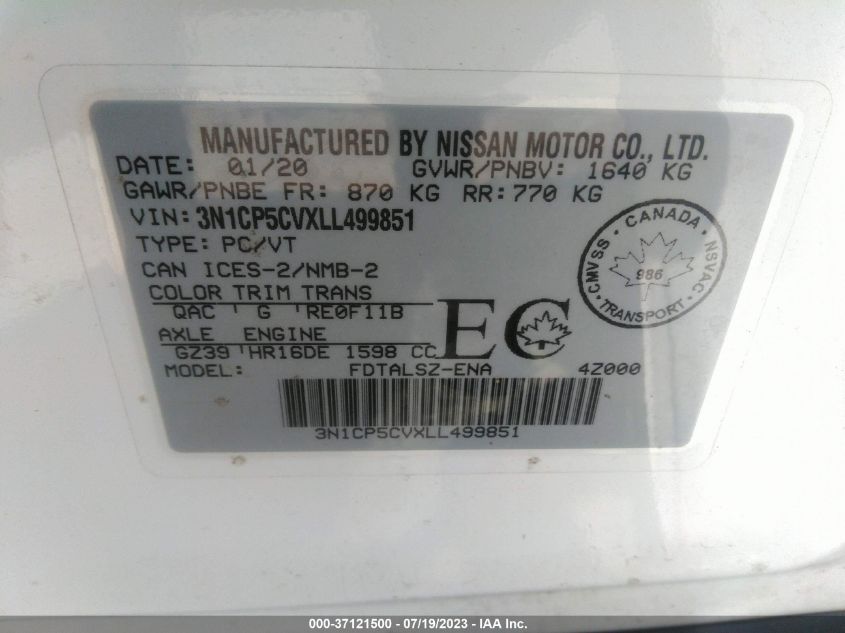 MANUFACTURED BY NISSAN MOTOR CO., LTD.
DATE: 01/20 GVWR/PNBV: 1640 KG
GAWR/PNBE FR: 870 KG RR: 770 KG
VIN: 3N1CP5CVXLL499851
TYPE: PC/VT
CAN ICES-2/NMB-2
COLOR TRIM TRANS
QAC ' G 'RE0F11B
AXLE ENGINE
GZ39 'HR16DE 1598 CC
EC
CANADA
CMVSS · NSVAC
986
TRANSPORT
MODEL: FDTALSZ-ENA 4Z000
3N1CP5CVXLL499851
000-37121500 - 07/19/2023 - IAA Inc.